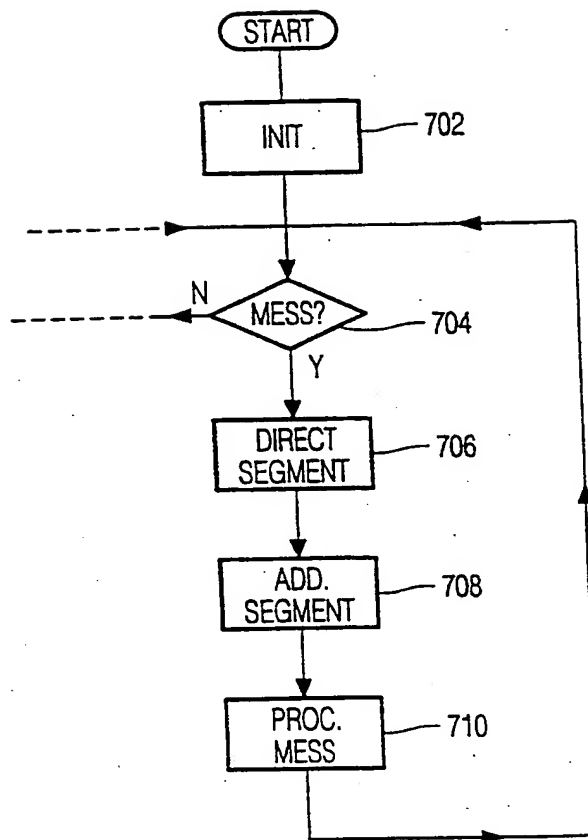 START
INIT
702
N
MESS?
704
Y
DIRECT
SEGMENT
706
ADD.
SEGMENT
708
PROC.
MESS
710